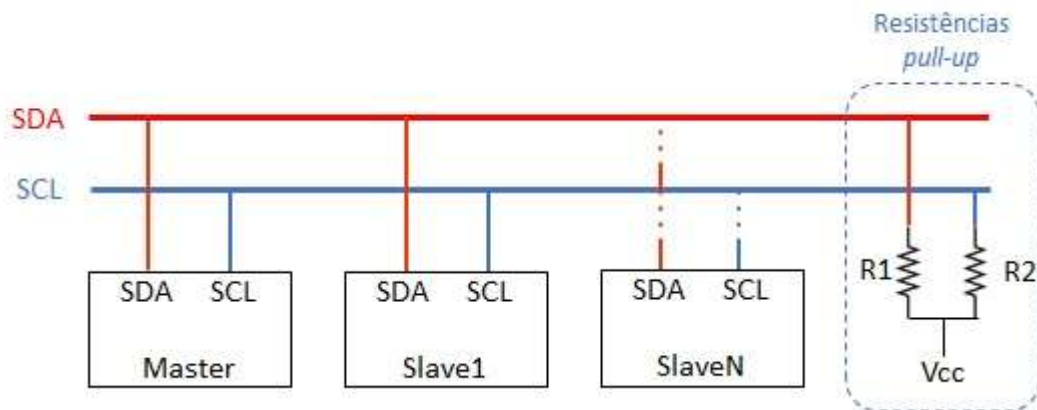 Resistências
pull-up
SDA
SCL
R1 R2
SDA SCL
Master
SDA SCL
Slave1
SDA SCL
SlaveN
Vcc